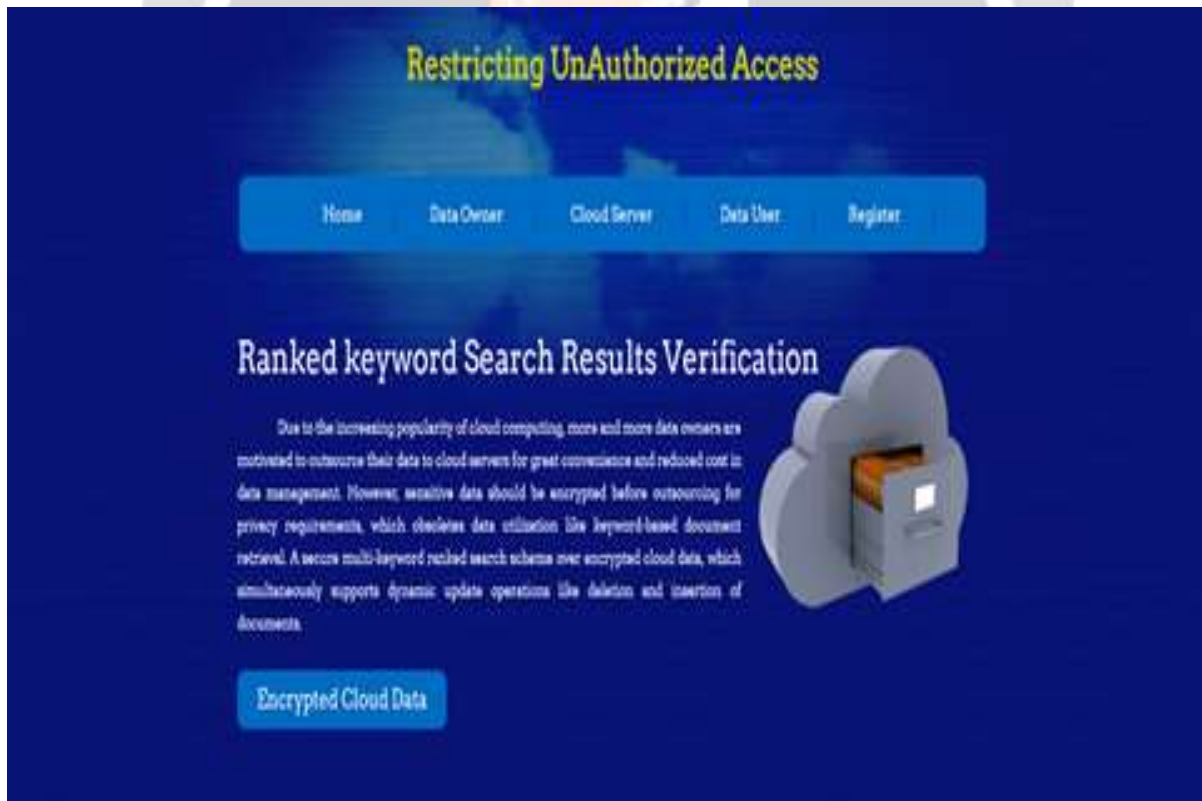 Restricting UnAuthorized Access
Home Data Owner Cloud Server Data User Register
Ranked keyword Search Results Verification
Due to the increasing popularity of cloud computing, more and more data owners are
motivated to outsource their data to cloud servers for great convenience and reduced cost in
data management. However, sensitive data should be encrypted before outsourcing for
privacy requirements, which obsoletes data utilization like keyword-based document
retrieval. A secure multi-keyword ranked search scheme over encrypted cloud data, which
simultaneously supports dynamic update operations like deletion and insertion of
documents.
Encrypted Cloud Data